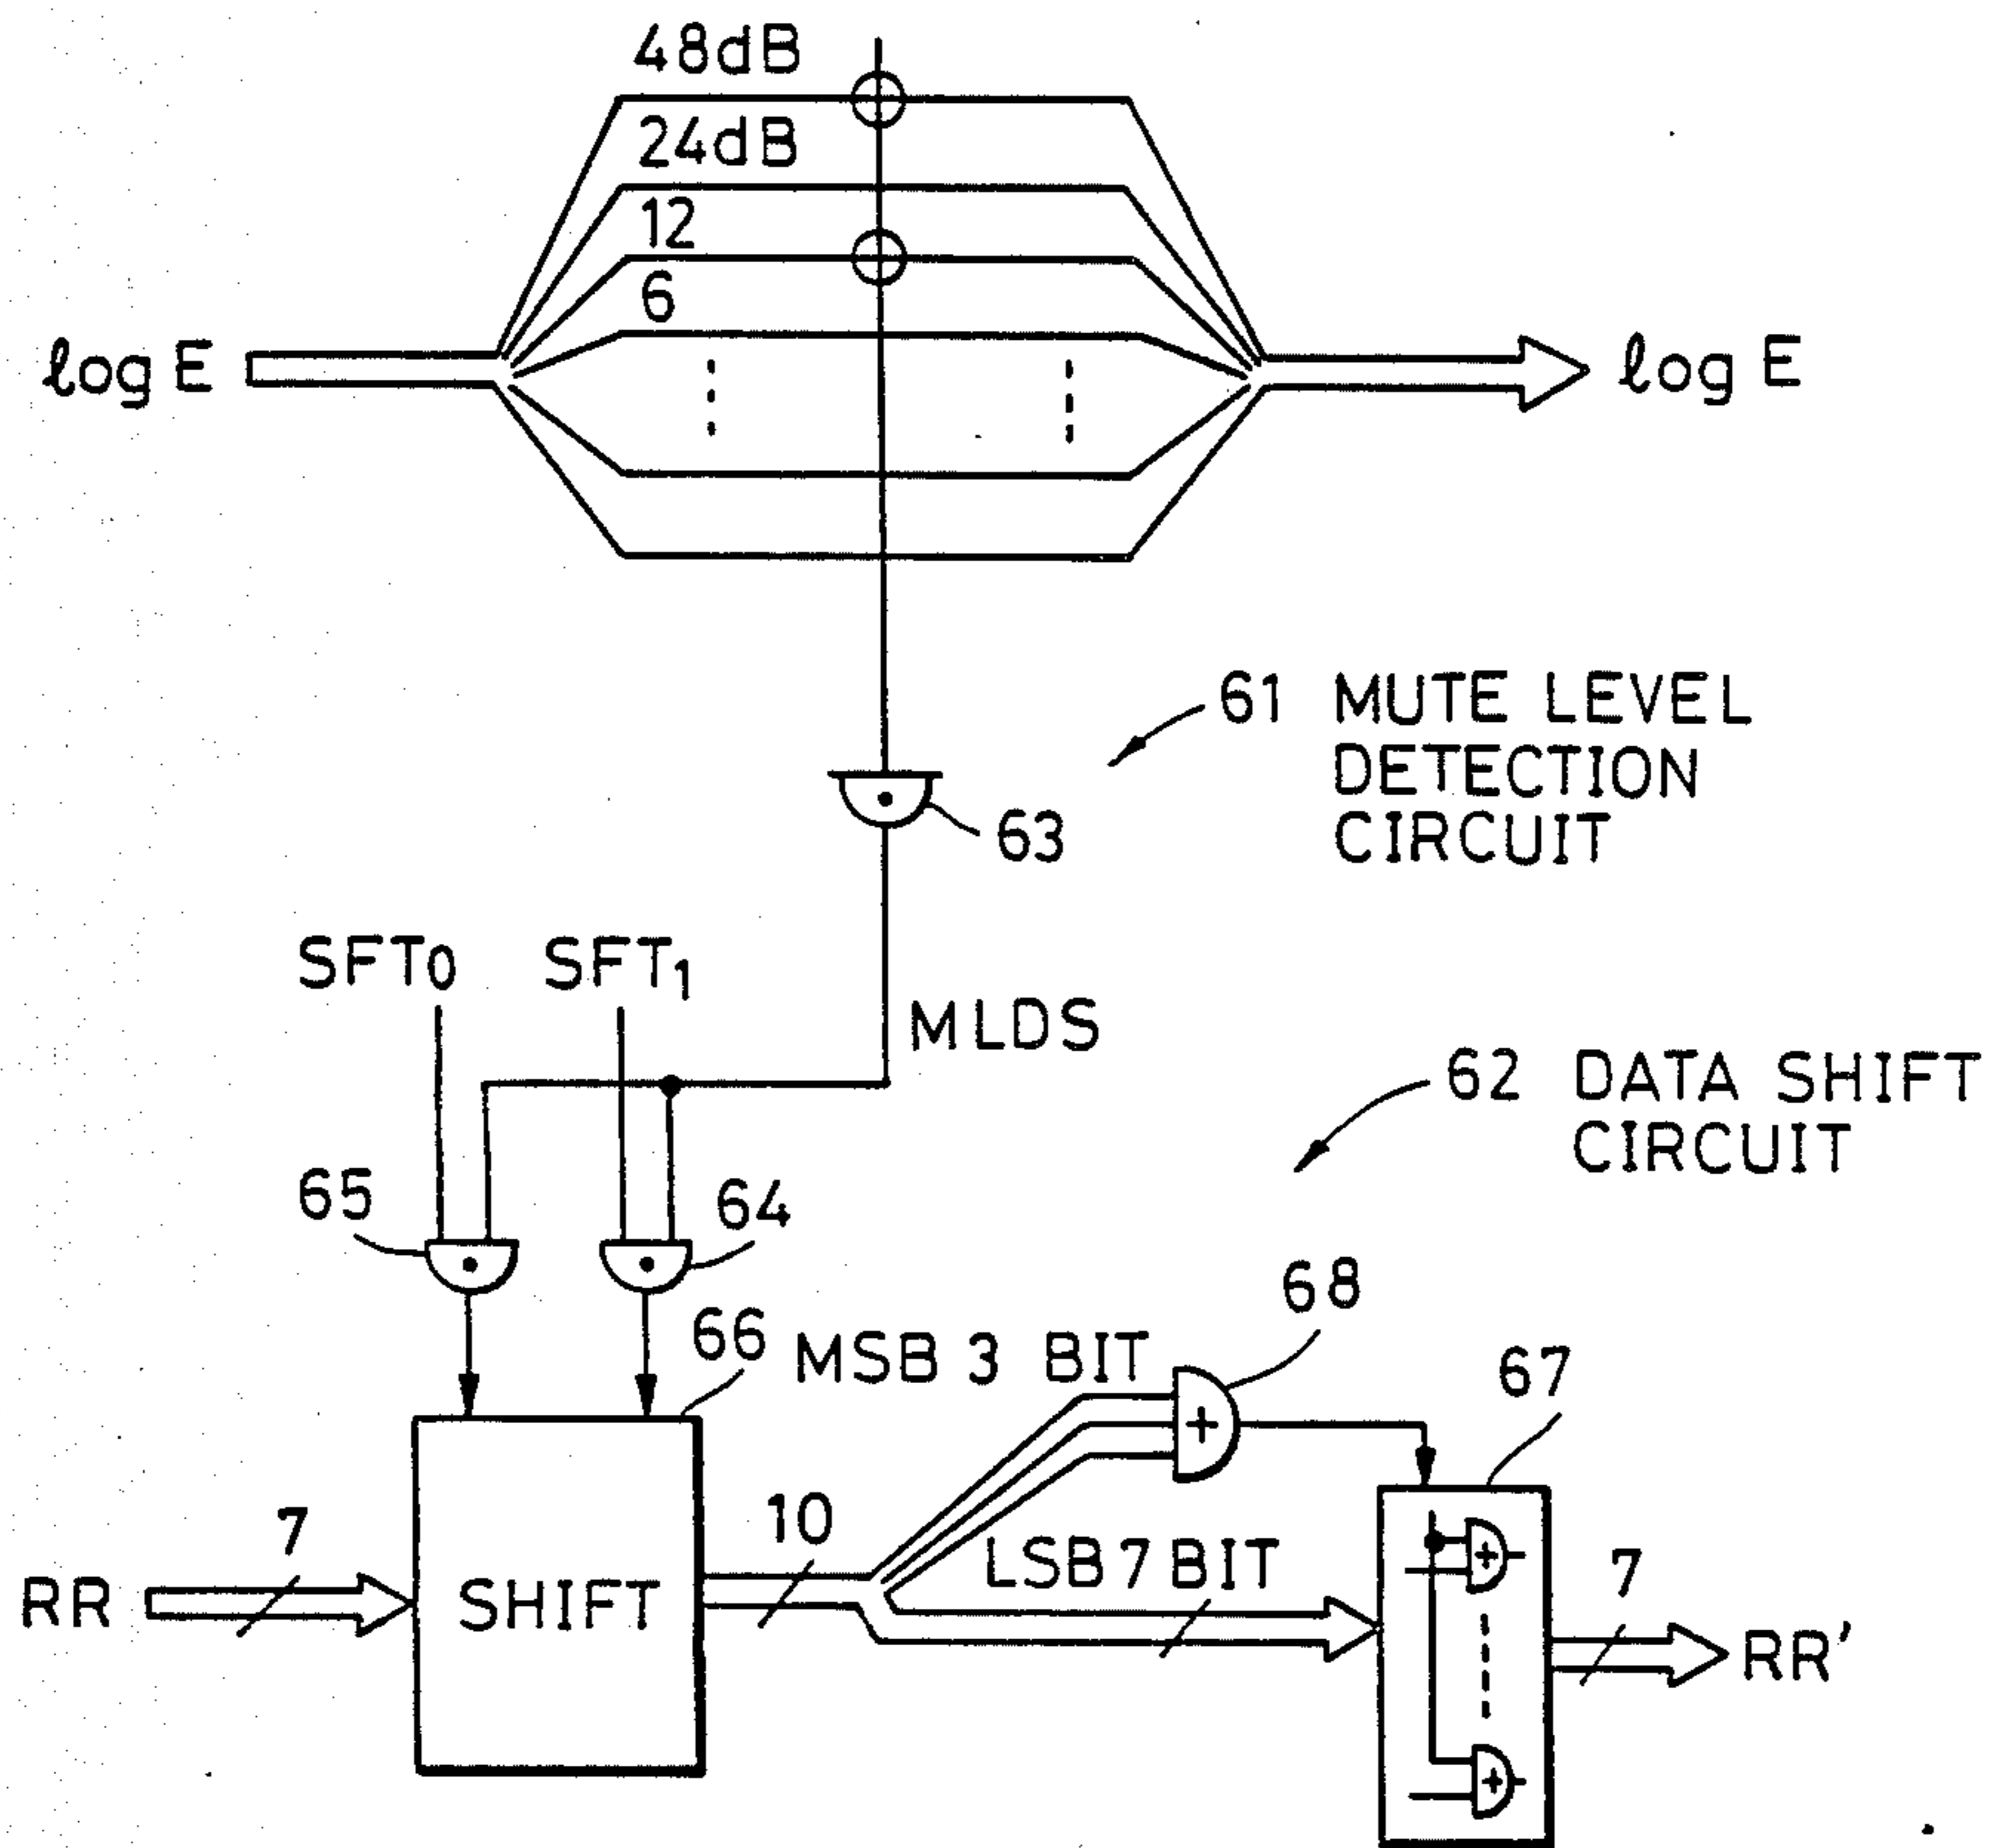 48dB
24dB
12
6
log E
log E
61 MUTE LEVEL
DETECTION
CIRCUIT
63
SFT0
SFT1
MLDS
62 DATA SHIFT
CIRCUIT
65
64
68
66
MSB 3 BIT
67
7
10
LSB 7 BIT
7
RR
SHIFT
RR'